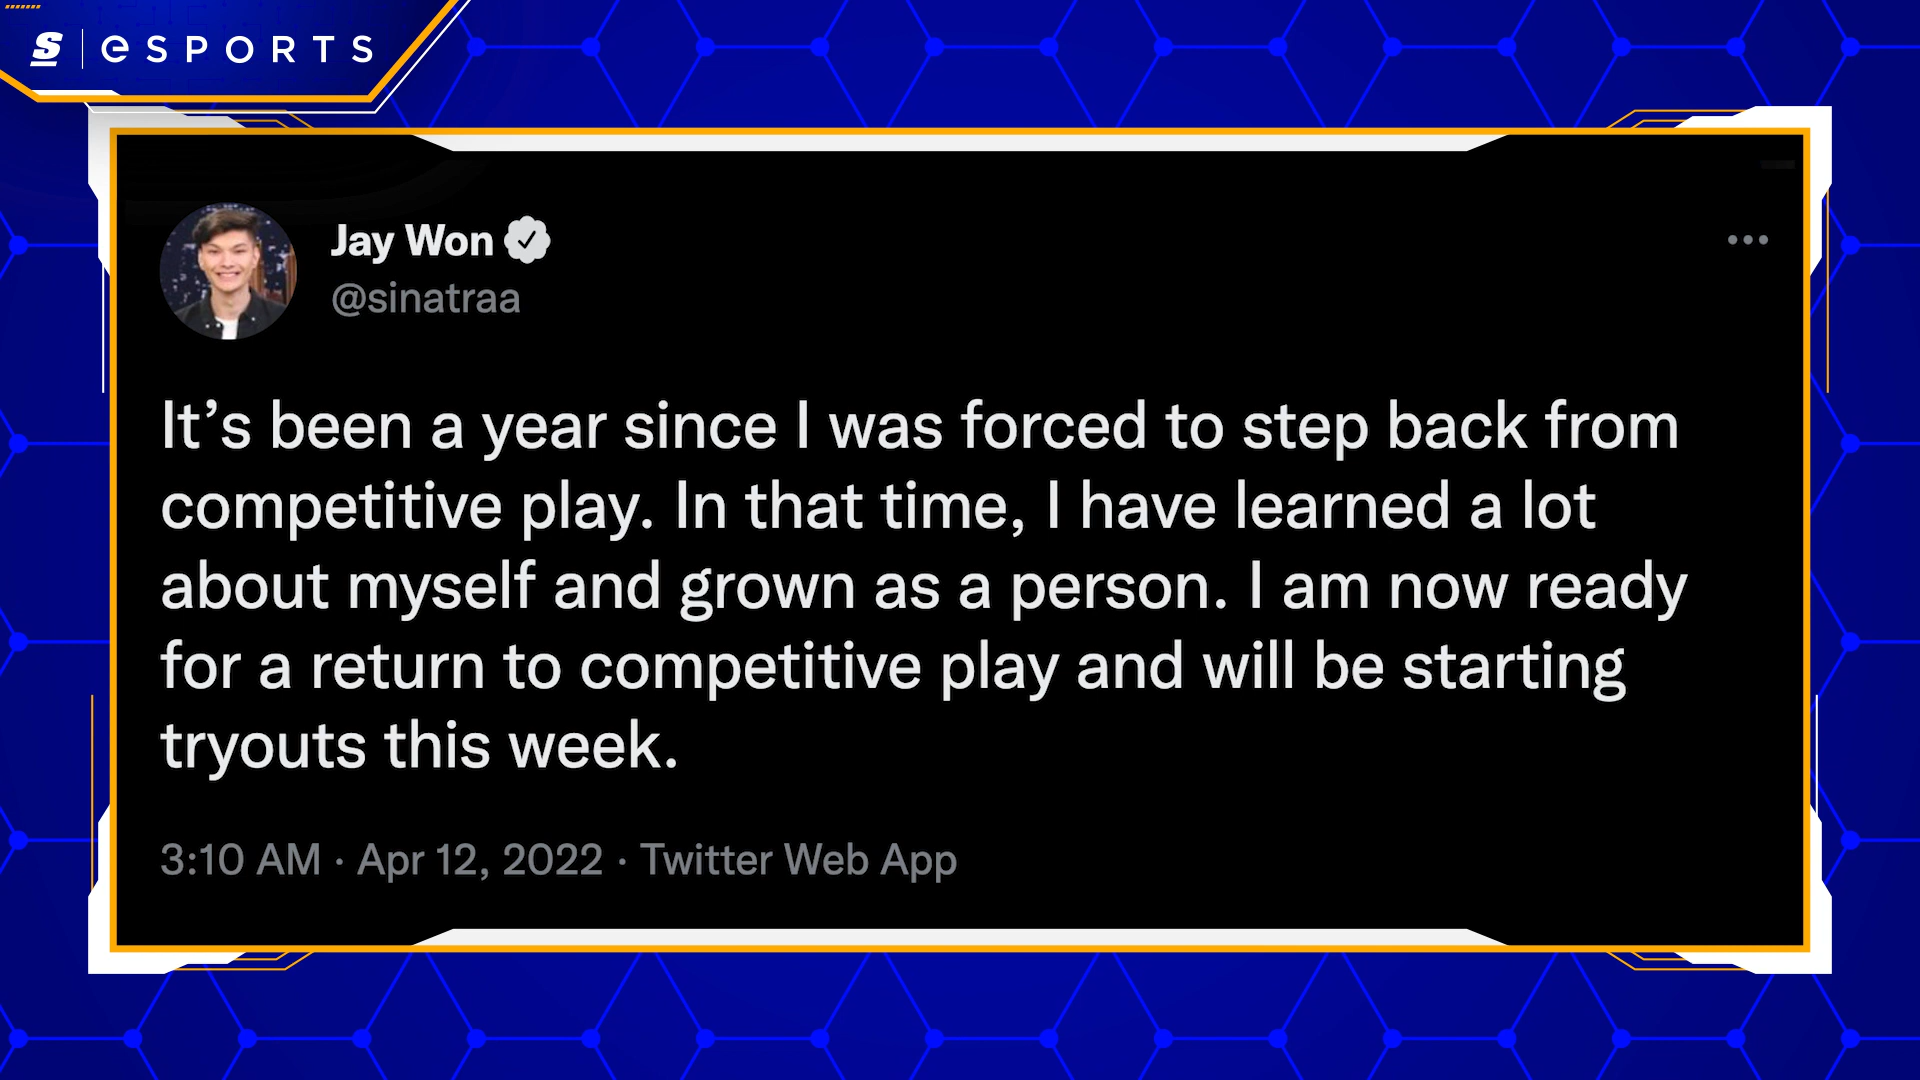 S | eSPORTS
Jay Won
@sinatraa
It’s been a year since I was forced to step back from
competitive play. In that time, I have learned a lot
about myself and grown as a person. I am now ready
for a return to competitive play and will be starting
tryouts this week.
3:10 AM · Apr 12, 2022 · Twitter Web App